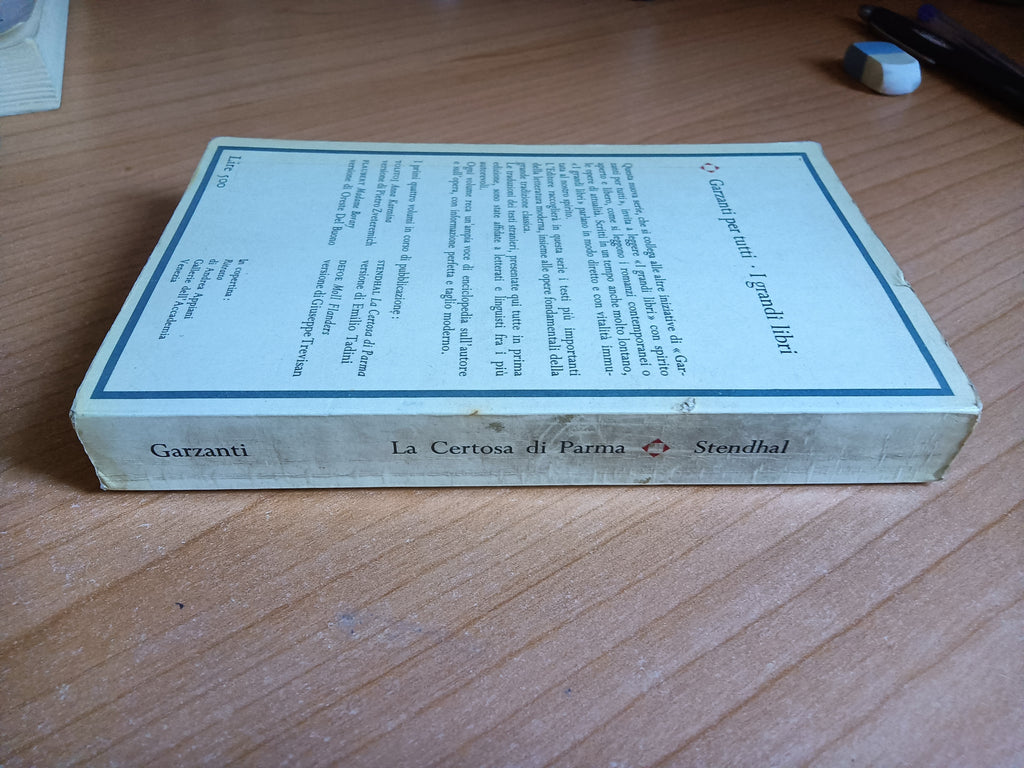 Garzanti per tutti · I grandi libri
Questa nuova serie, che si collega alle altre iniziative di « Gar-
zanti per tutti », invita a leggere « I grandi libri » con spirito
aperto e libero, come si leggono i romanzi contemporanei o
le opere di attualità. Scritti in un tempo anche molto lontano,
« I grandi libri » parlano in modo diretto e con vitalità immu-
tata al nostro spirito.
L'Editore raccoglierà in questa serie i testi più importanti
della letteratura moderna, insieme alle opere fondamentali della
grande tradizione classica.
Le traduzioni dei testi stranieri, presentate qui tutte in prima
edizione, sono state affidate a letterati e linguisti fra i più
autorevoli.
Ogni volume reca un'ampia voce di enciclopedia sull'autore
e sull'opera, con informazione perfetta e taglio moderno.
I primi quattro volumi in corso di pubblicazione :
TOLSTOJ Anna Karenina
versione di Pietro Zveteremich
FLAUBERT Madame Bovary
versione di Oreste Del Buono
STENDHAL La Certosa di Parma
versione di Emilio Tadini
DEFOE Moll Flanders
versione di Giuseppe Trevisan
In copertina :
Ritratto
di Andrea Appiani
Gallerie dell'Accademia
Venezia
Lire 500
Garzanti La Certosa di Parma Stendhal